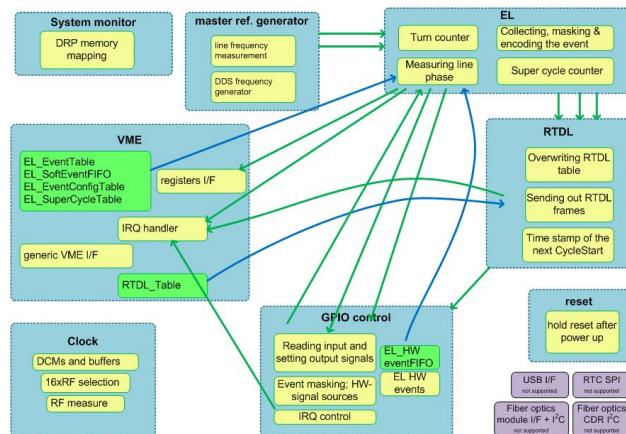 System monitor
DRP memory
mapping
master ref. generator
line frequency
measurement
DDS frequency
generator
EL
Turn counter
Collecting, masking &
encoding the event
Measuring line
phase
Super cycle counter
VME
EL_EventTable
EL_SoftEventFIFO
EL_EventConfigTable
EL_SuperCycleTable
registers I/F
IRQ handler
generic VME I/F
RTDL_Table
RTDL
Overwriting RTDL
table
Sending out RTDL
frames
Time stamp of the
next CycleStart
GPIO control
Reading input and
setting output signals
EL_HW
eventFIFO
Event masking; HW-
signal sources
EL HW
events
IRQ control
reset
hold reset after
power up
Clock
DCMs and buffers
16xRF selection
RF measure
USB I/F
not supported
RTC SPI
not supported
Fiber optics
module I/F + I²C
not supported
Fiber optics
CDR I²C
not supported